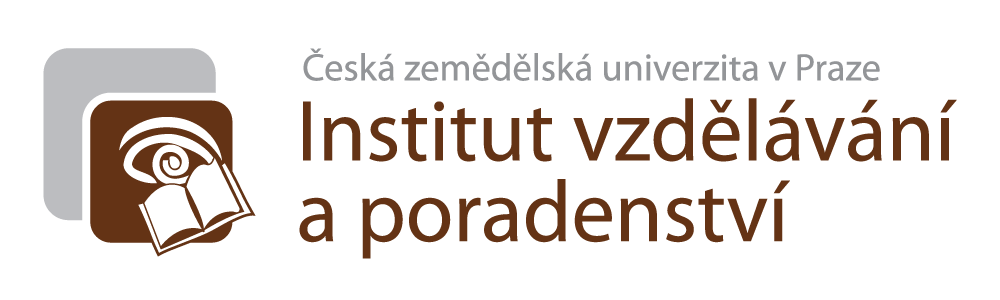 Česká zemědělská univerzita v Praze
Institut vzdělávání
a poradenství